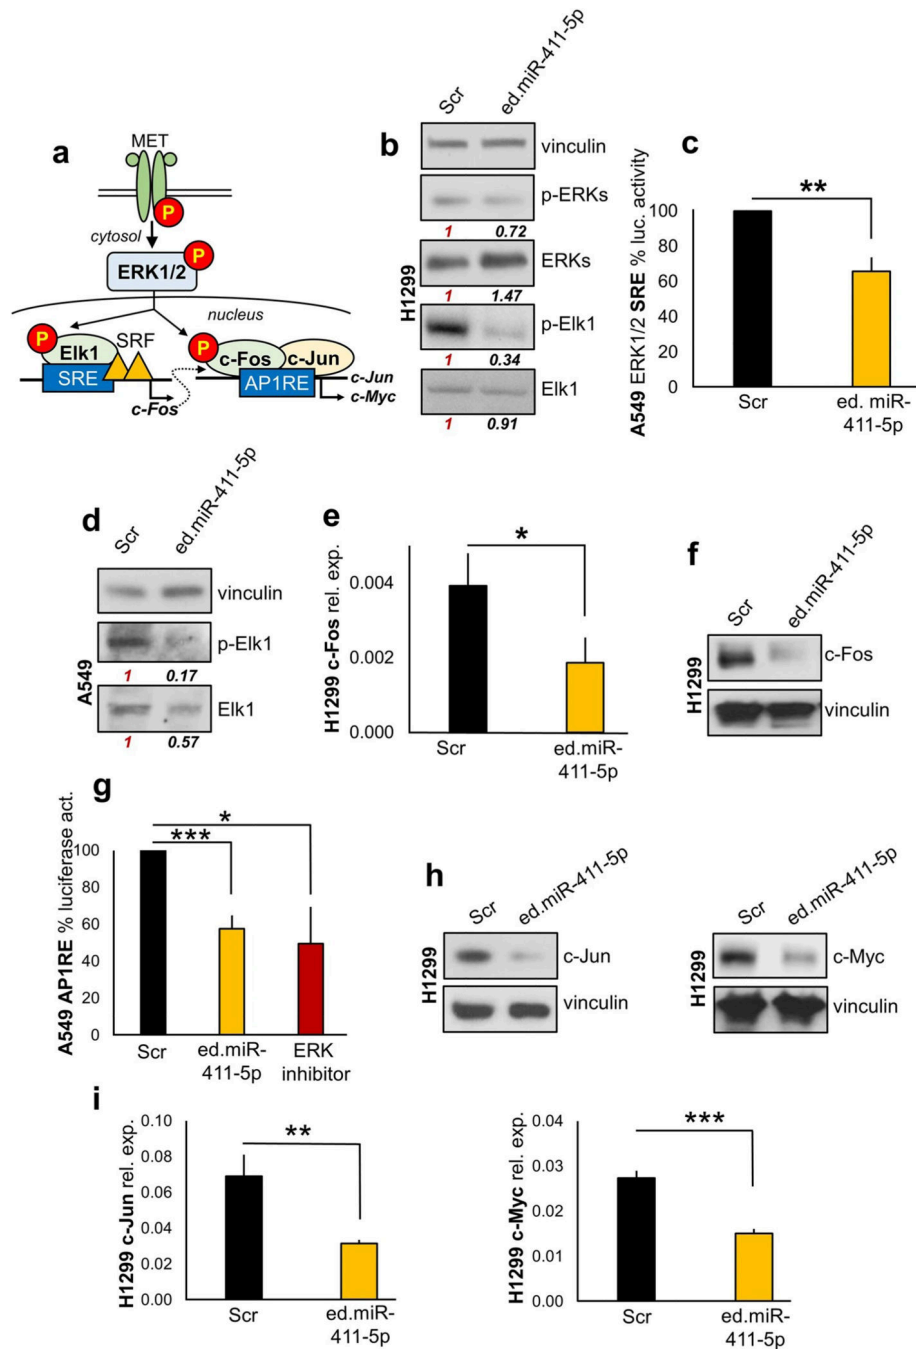 a
MET
P
cytosol
P
ERK1/2
nucleus
P
Elk1
SRF
SRE
c-Fos
P
c-Fos
c-Jun
AP1RE
c-Jun
c-Myc
b
Scr
ed.miR-411-5p
H1299
vinculin
p-ERKs
1 0.72
ERKs
1 1.47
p-Elk1
1 0.34
Elk1
1 0.91
c
A549 ERK1/2 SRE % luc. activity
**
100
80
60
40
20
0
Scr
ed. miR-
411-5p
d
Scr
ed.miR-411-5p
A549
vinculin
p-Elk1
1 0.17
Elk1
1 0.57
e
H1299 c-Fos rel. exp.
*
0.004
0.002
0.000
Scr
ed.miR-
411-5p
f
Scr
ed.miR-411-5p
H1299
c-Fos
vinculin
g
A549 AP1RE % luciferase act.
*
***
100
80
60
40
20
0
Scr
ed.miR-
411-5p
ERK
inhibitor
h
Scr
ed.miR-411-5p
H1299
c-Jun
vinculin
Scr
ed.miR-411-5p
H1299
c-Myc
vinculin
i
H1299 c-Jun rel. exp.
**
0.10
0.08
0.06
0.04
0.02
0.00
Scr
ed.miR-
411-5p
H1299 c-Myc rel. exp.
***
0.04
0.03
0.02
0.01
0.00
Scr
ed.miR-
411-5p